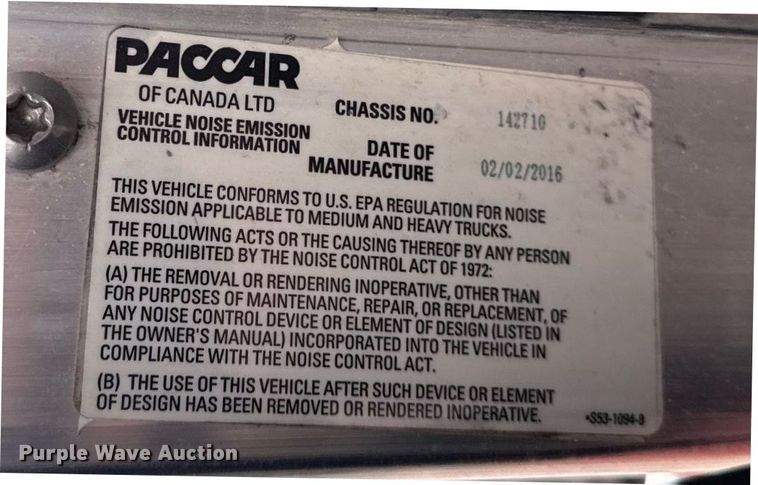 PACCAR
OF CANADA LTD
VEHICLE NOISE EMISSION
CONTROL INFORMATION
CHASSIS NO. 142710
DATE OF
MANUFACTURE 02/02/2016
THIS VEHICLE CONFORMS TO U.S. EPA REGULATION FOR NOISE
EMISSION APPLICABLE TO MEDIUM AND HEAVY TRUCKS.
THE FOLLOWING ACTS OR THE CAUSING THEREOF BY ANY PERSON
ARE PROHIBITED BY THE NOISE CONTROL ACT OF 1972:
(A) THE REMOVAL OR RENDERING INOPERATIVE, OTHER THAN
FOR PURPOSES OF MAINTENANCE, REPAIR, OR REPLACEMENT, OF
ANY NOISE CONTROL DEVICE OR ELEMENT OF DESIGN (LISTED IN
THE OWNER'S MANUAL) INCORPORATED INTO THE VEHICLE IN
COMPLIANCE WITH THE NOISE CONTROL ACT.
(B) THE USE OF THIS VEHICLE AFTER SUCH DEVICE OR ELEMENT
OF DESIGN HAS BEEN REMOVED OR RENDERED INOPERATIVE.
*S53-1094-8
Purple Wave Auction